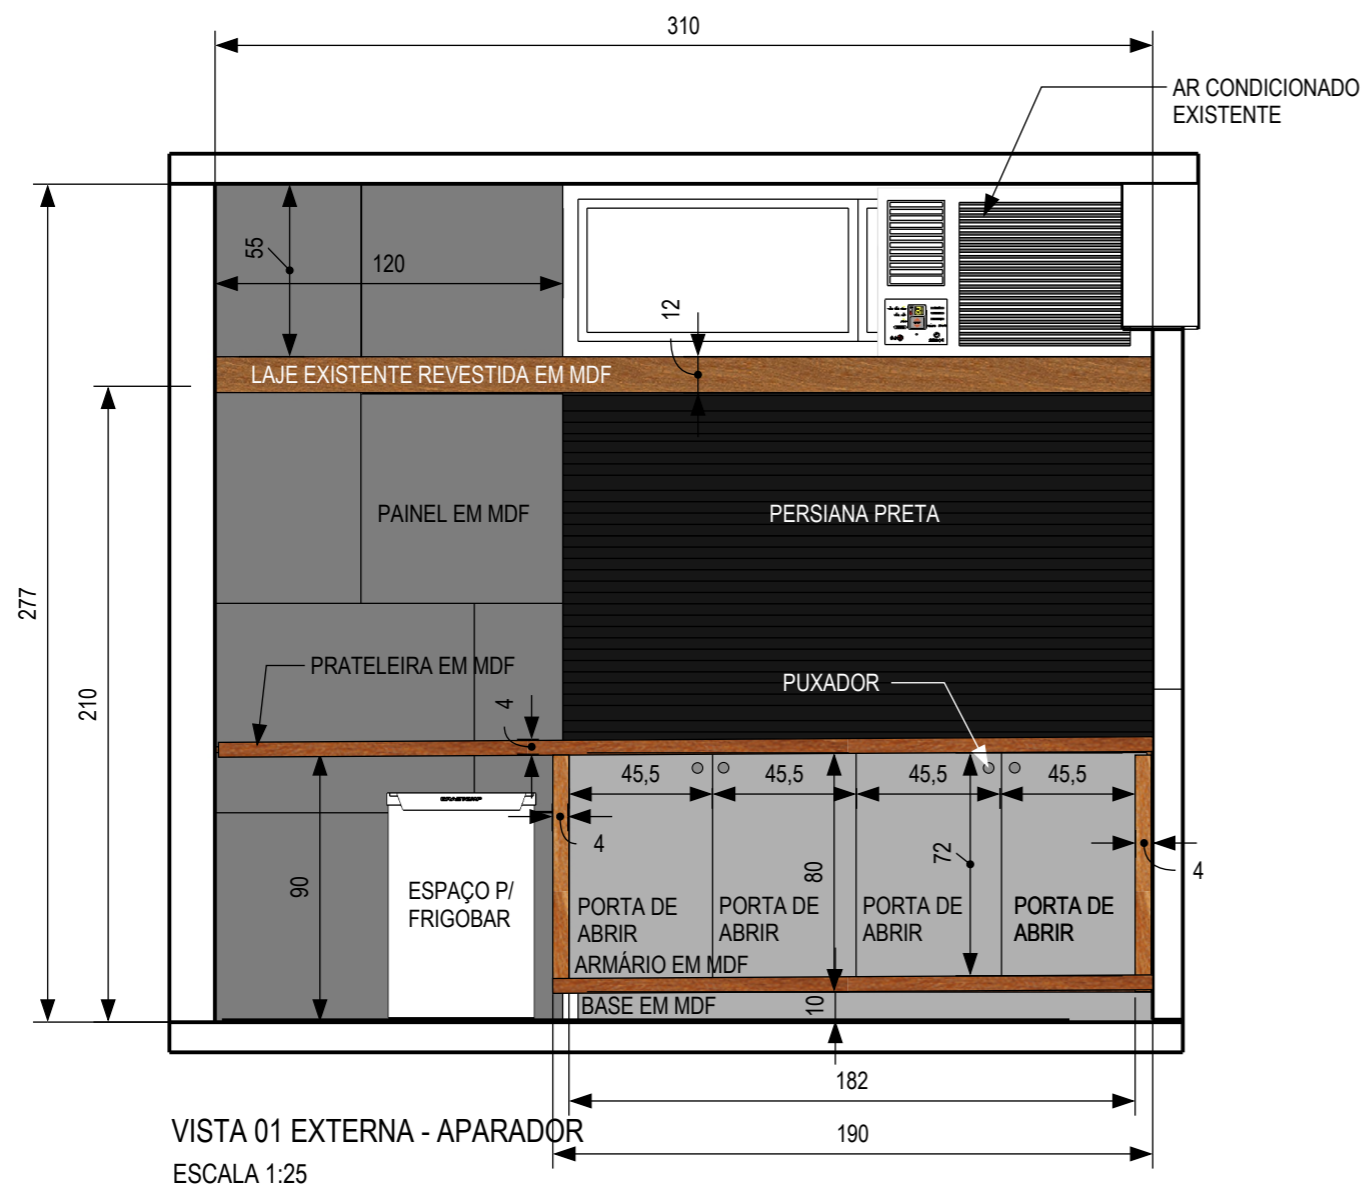 310
AR CONDICIONADO
EXISTENTE
55
120
12
LAJE EXISTENTE REVESTIDA EM MDF
PAINEL EM MDF
PERSIANA PRETA
277
210
PRATELEIRA EM MDF
4
PUXADOR
45,5
45,5
45,5
45,5
4
4
90
80
72
ESPAÇO P/
FRIGOBAR
PORTA DE
ABRIR
PORTA DE
ABRIR
PORTA DE
ABRIR
PORTA DE
ABRIR
ARMÁRIO EM MDF
BASE EM MDF
10
182
190
VISTA 01 EXTERNA - APARADOR
ESCALA 1:25